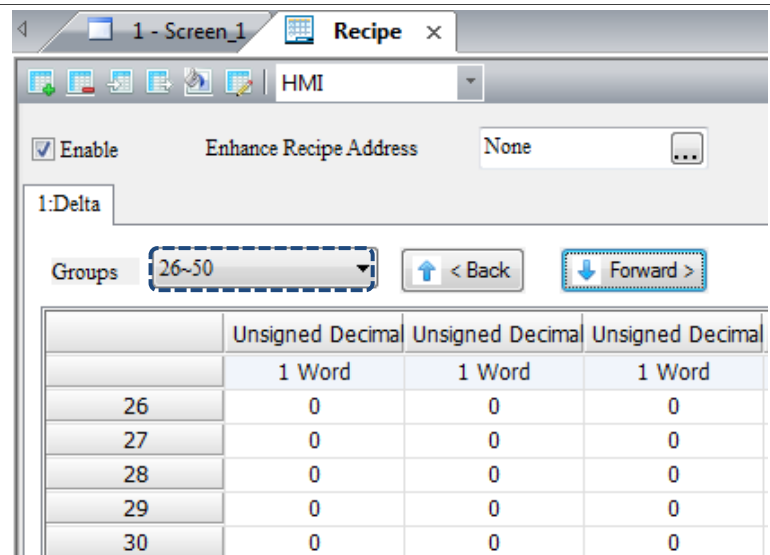 1 - Screen_1 Recipe
HMI
Enable Enhance Recipe Address None ...
1:Delta
Groups 26~50 < Back Forward >
Unsigned Decimal Unsigned Decimal Unsigned Decimal
1 Word 1 Word 1 Word
26 0 0 0
27 0 0 0
28 0 0 0
29 0 0 0
30 0 0 0